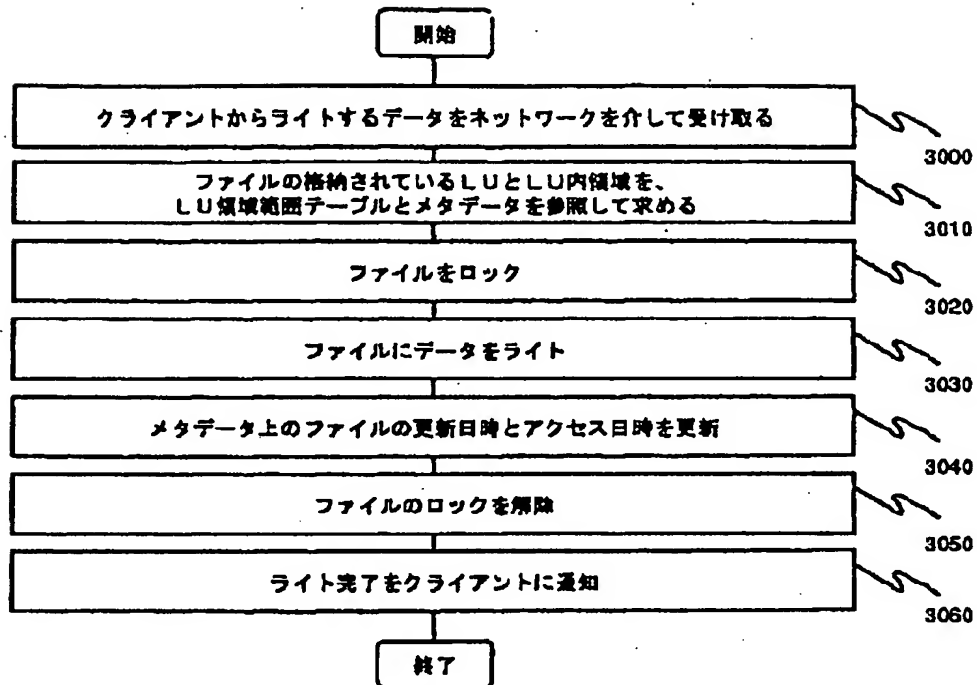 開始
クライアントからライトするデータをネットワークを介して受け取る
3000
ファイルの格納されているLUとLU内領域を、
LU領域範囲テーブルとメタデータを参照して求める
3010
ファイルをロック
3020
ファイルにデータをライト
3030
メタデータ上のファイルの更新日時とアクセス日時を更新
3040
ファイルのロックを解除
3050
ライト完了をクライアントに通知
3060
終了